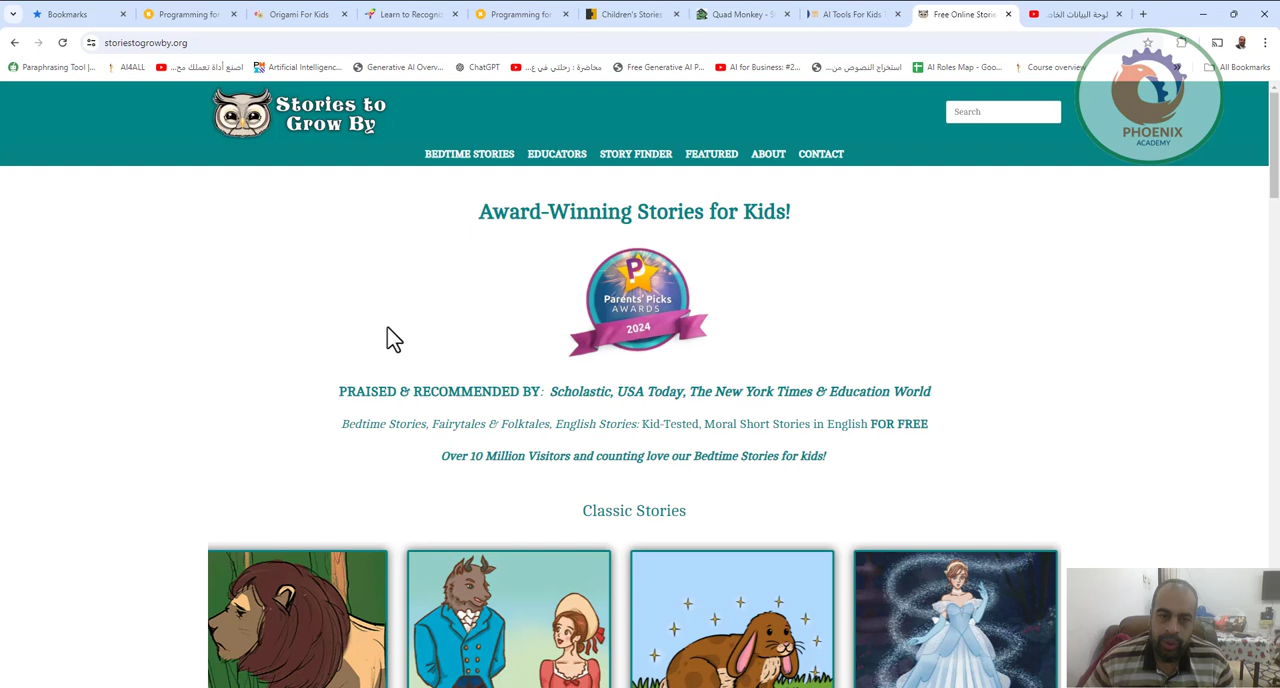 Bookmarks
Programming for
Origami For Kids
Learn to Recogni
Programming for
Children's Stories
Quad Monkey - S
AI Tools For Kids
Free Online Stori
لوحة البيانات الخا
storiestogrowby.org
Paraphrasing Tool |...
AI4ALL
اصنع أداة تعملك مح...
Artificial Intelligenc...
Generative AI Overv...
ChatGPT
محاضرة : رحلتي في ع...
Free Generative AI P...
AI for Business: #2...
استخراج النصوص من...
AI Roles Map - Goo...
Course overview
All Bookmarks
Stories to
Grow By
Search
PHOENIX
ACADEMY
BEDTIME STORIES EDUCATORS STORY FINDER FEATURED ABOUT CONTACT
Award-Winning Stories for Kids!
P
Parents' Picks
AWARDS
2024
PRAISED & RECOMMENDED BY: Scholastic, USA Today, The New York Times & Education World
Bedtime Stories, Fairytales & Folktales, English Stories: Kid-Tested, Moral Short Stories in English FOR FREE
Over 10 Million Visitors and counting love our Bedtime Stories for kids!
Classic Stories